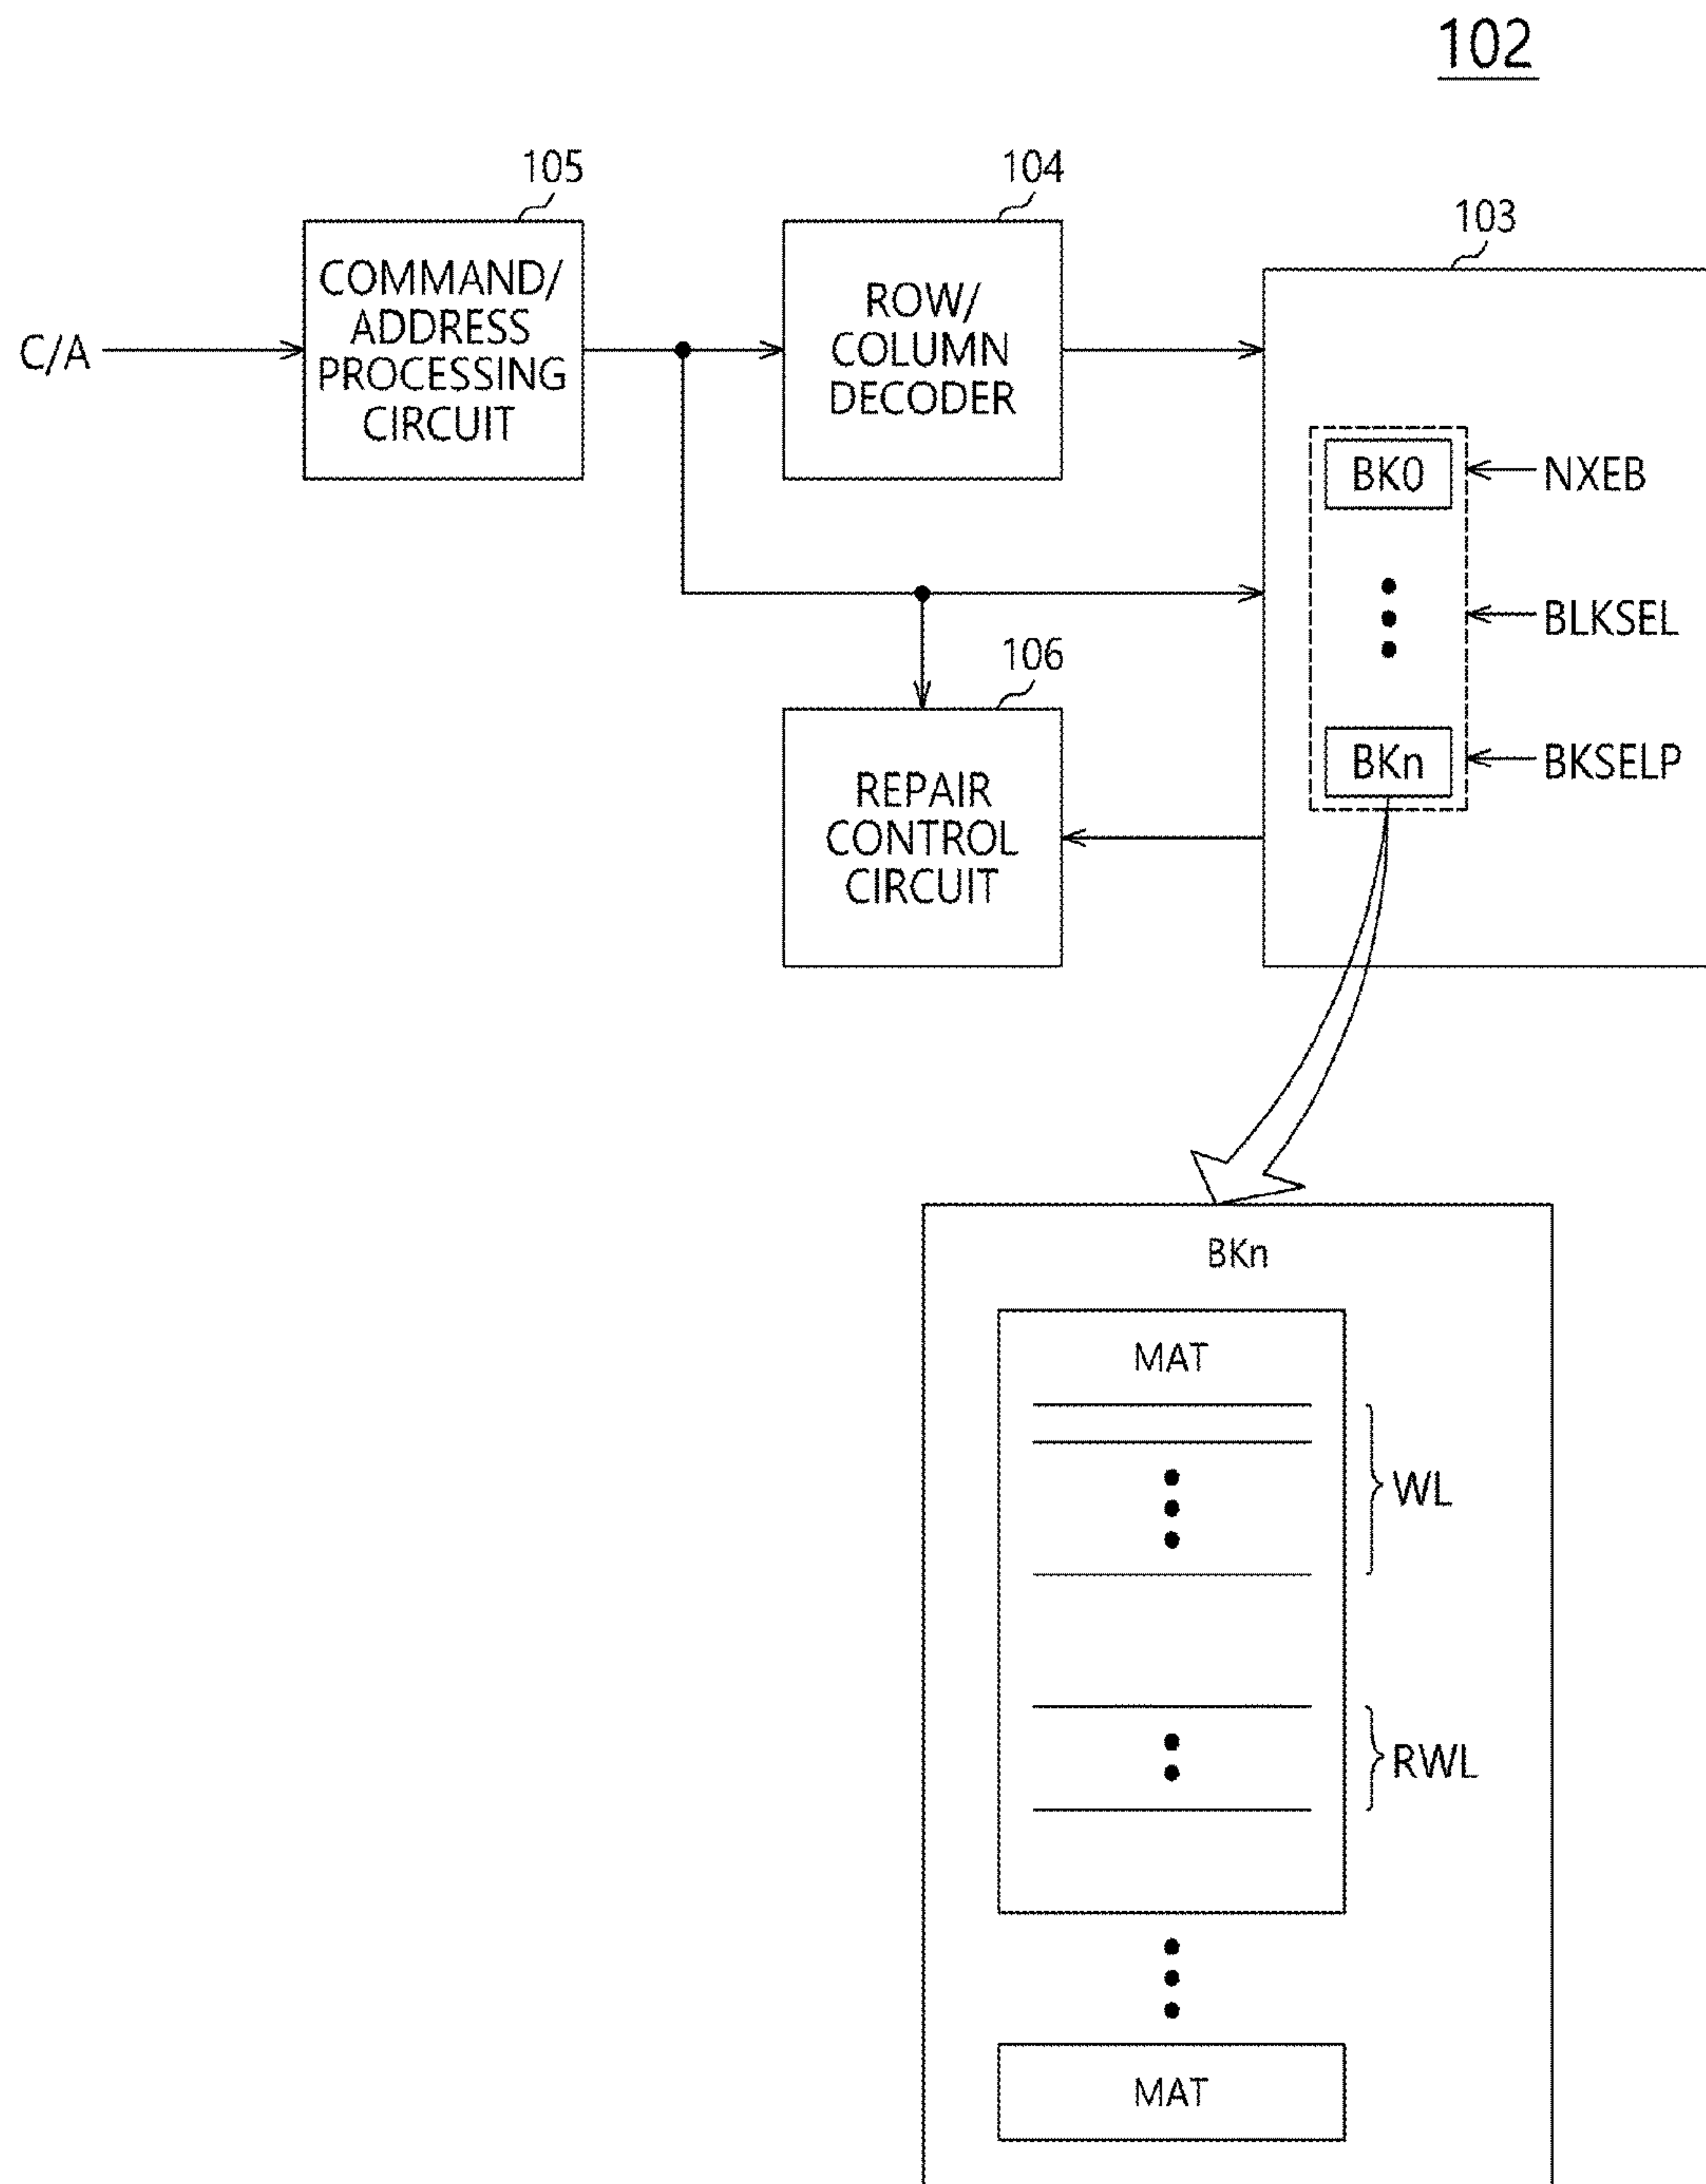 102
105
104
103
COMMAND/
ADDRESS
PROCESSING
CIRCUIT
ROW/
COLUMN
DECODER
C/A
BK0
NXEB
BLKSEL
106
BKn
BKSELP
REPAIR
CONTROL
CIRCUIT
BKn
MAT
WL
RWL
MAT